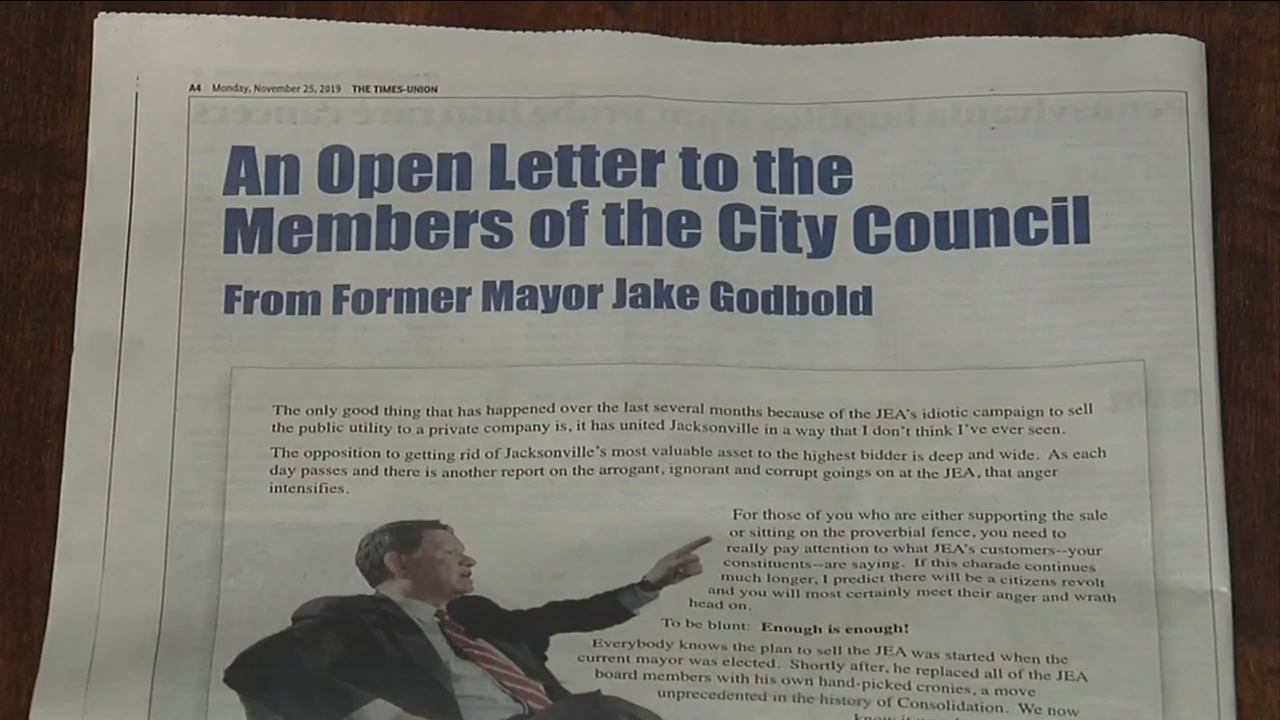 A4 Monday, November 25, 2019 THE TIMES-UNION
An Open Letter to the
Members of the City Council
From Former Mayor Jake Godbold
The only good thing that has happened over the last several months because of the JEA's idiotic campaign to sell
the public utility to a private company is, it has united Jacksonville in a way that I don't think I've ever seen.
The opposition to getting rid of Jacksonville's most valuable asset to the highest bidder is deep and wide. As each
day passes and there is another report on the arrogant, ignorant and corrupt goings on at the JEA, that anger
intensifies.
For those of you who are either supporting the sale
or sitting on the proverbial fence, you need to
really pay attention to what JEA's customers--your
constituents--are saying. If this charade continues
much longer, I predict there will be a citizens revolt
and you will most certainly meet their anger and wrath
head on.
To be blunt: Enough is enough!
Everybody knows the plan to sell the JEA was started when the
current mayor was elected. Shortly after, he replaced all of the JEA
board members with his own hand-picked cronies, a move
unprecedented in the history of Consolidation. We now
know